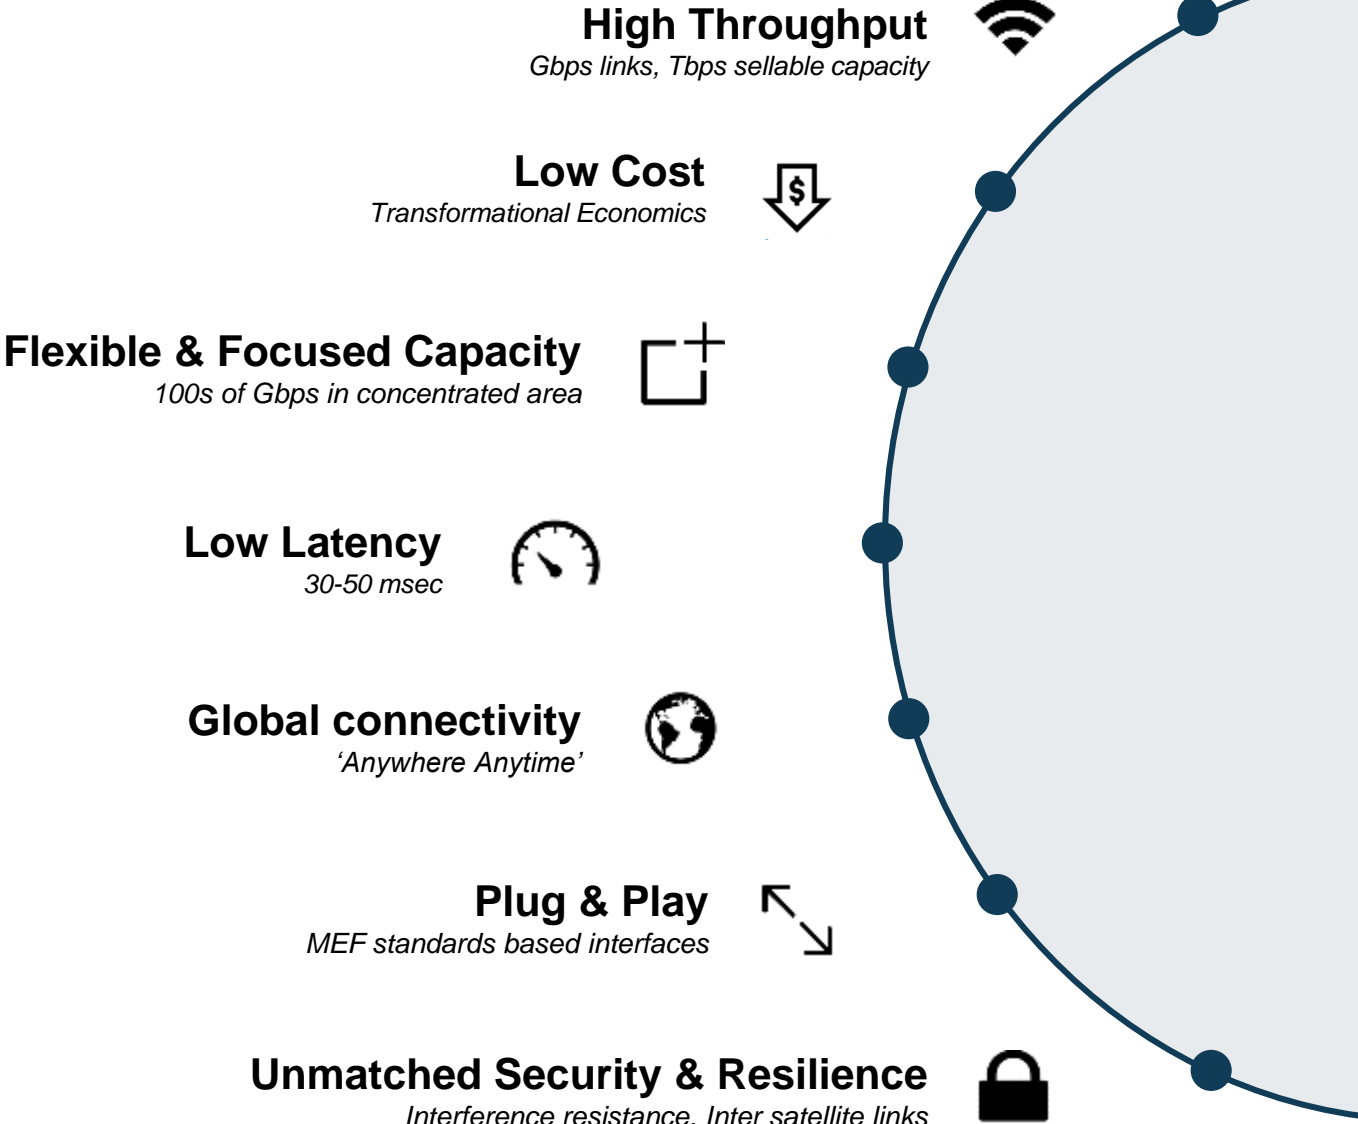 High Throughput
Gbps links, Tbps sellable capacity
Low Cost
Transformational Economics
$
Flexible & Focused Capacity
100s of Gbps in concentrated area
Low Latency
30-50 msec
Global connectivity
‘Anywhere Anytime’
Plug & Play
MEF standards based interfaces
Unmatched Security & Resilience
Interference resistance, Inter satellite links